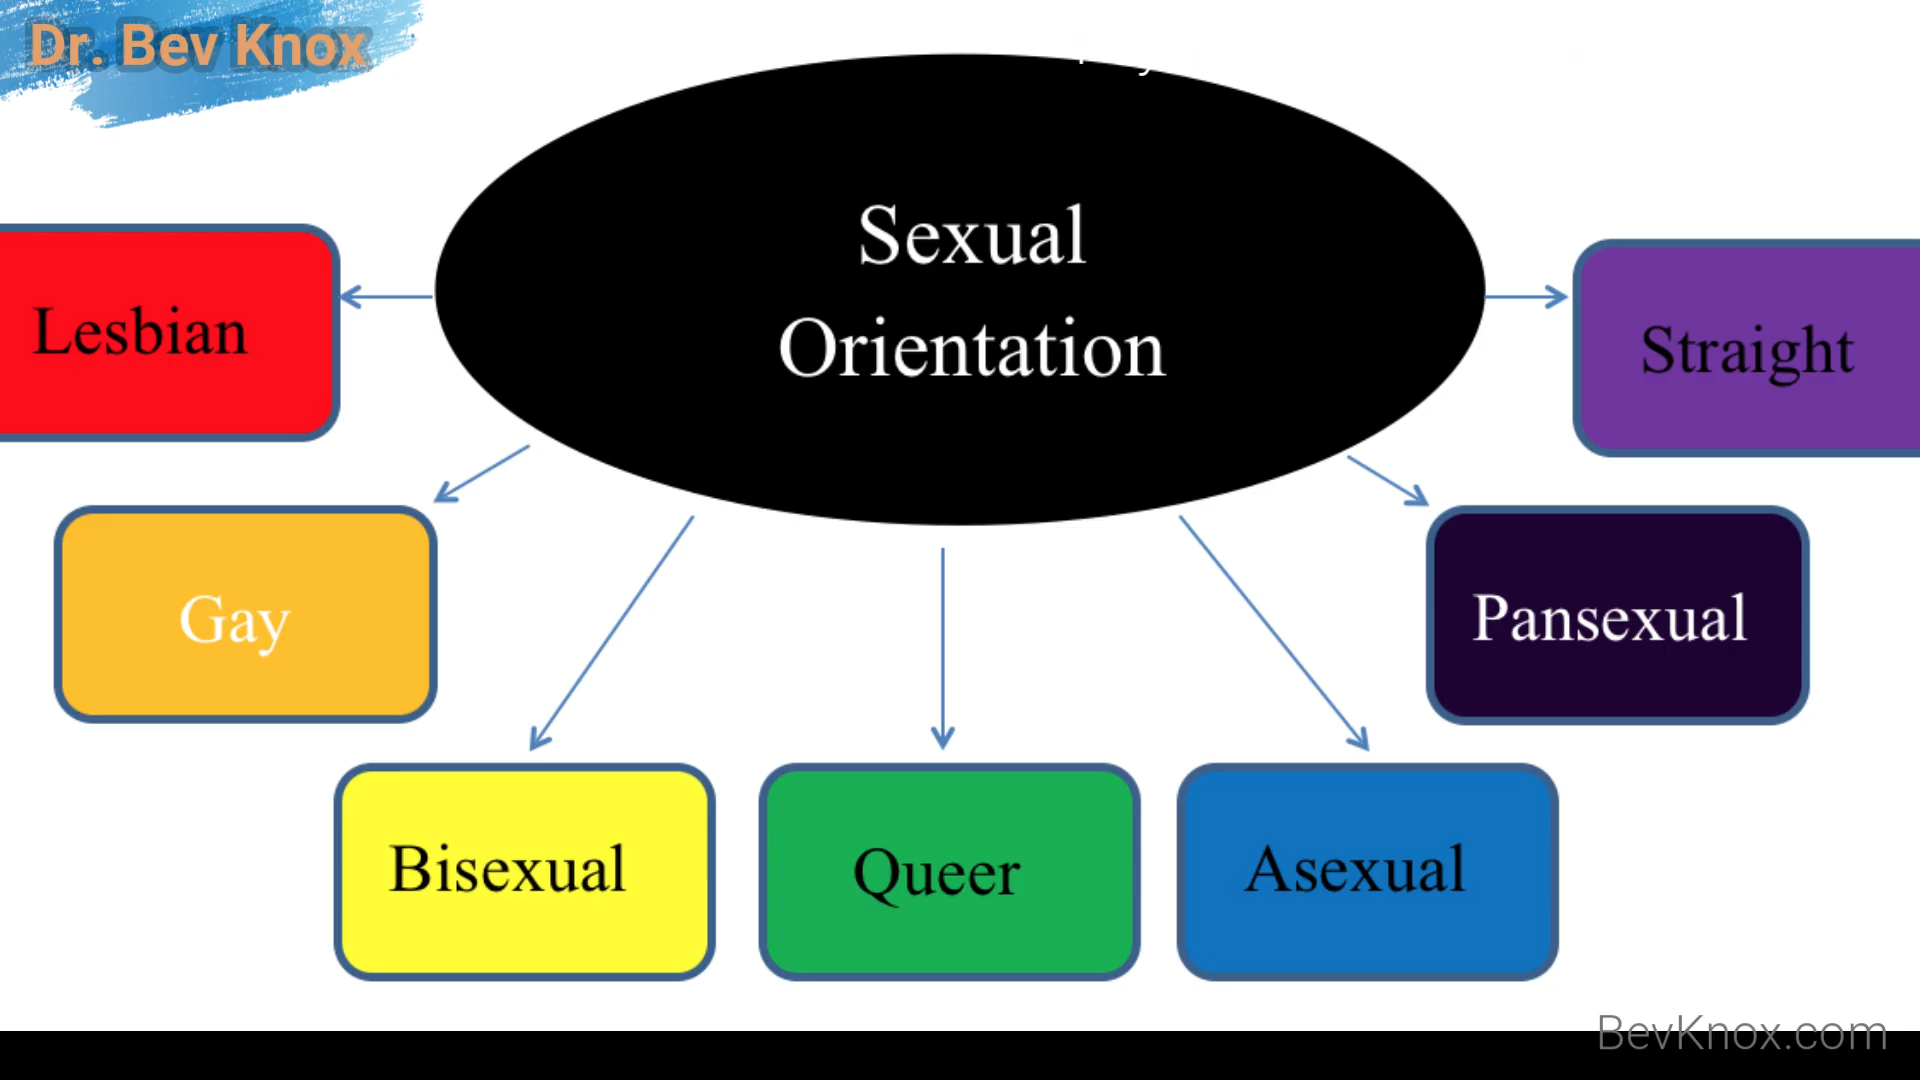 Dr. Bev Knox
Sexual
Orientation
Lesbian
Straight
Gay
Pansexual
Bisexual
Queer
Asexual
BevKnox.com